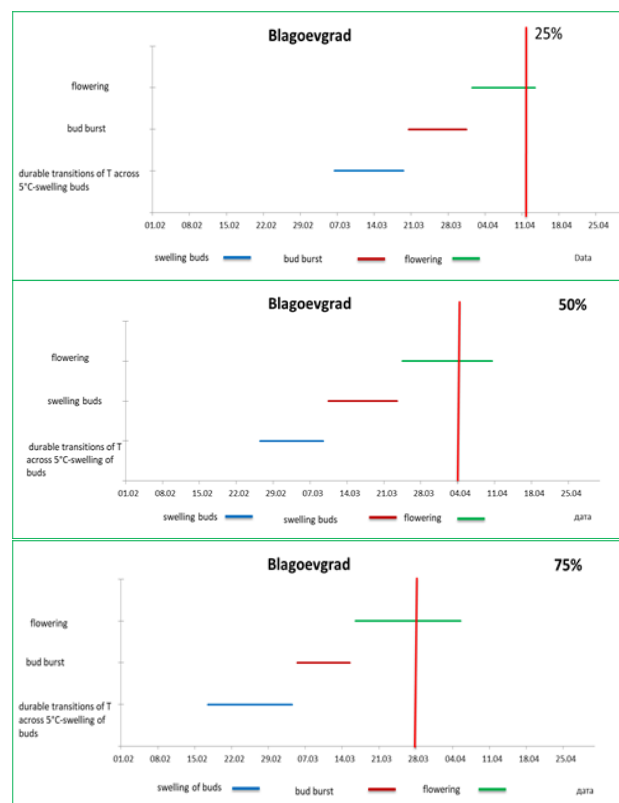 Blagoevgrad
25%
flowering
bud burst
durable transitions of T across
5°C-swelling buds
01.02 08.02 15.02 22.02 29.02 07.03 14.03 21.03 28.03 04.04 11.04 18.04 25.04
swelling buds bud burst flowering Data
Blagoevgrad 50%
flowering
swelling buds
durable transitions of T
across 5°C-swelling of
buds
01.02 08.02 15.02 22.02 29.02 07.03 14.03 21.03 28.03 04.04 11.04 18.04 25.04
swelling buds swelling buds flowering дата
Blagoevgrad 75%
flowering
bud burst
durable transitions of T
across 5°C-swelling of
buds
01.02 08.02 15.02 22.02 29.02 07.03 14.03 21.03 28.03 04.04 11.04 18.04 25.04
swelling of buds bud burst flowering дата